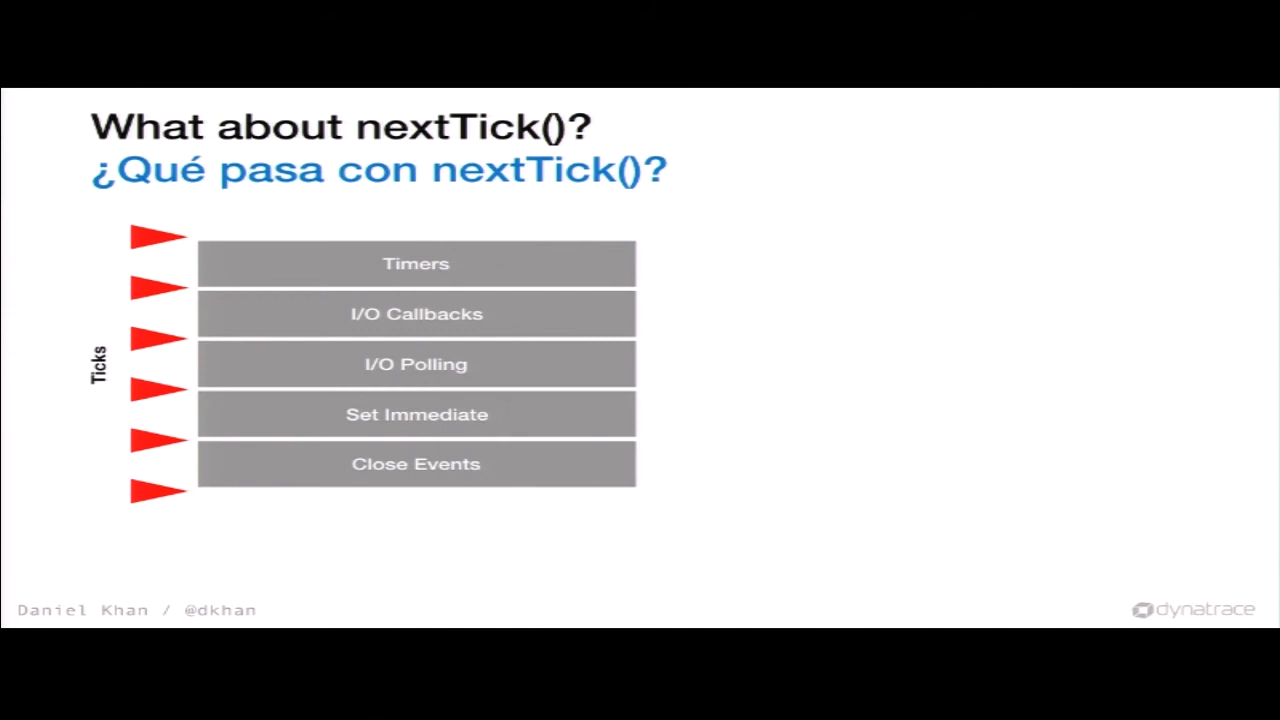 What about nextTick()?
¿Qué pasa con nextTick()?
Ticks
Timers
I/O Callbacks
I/O Polling
Set Immediate
Close Events
Daniel Khan / @dkhan
dynatrace